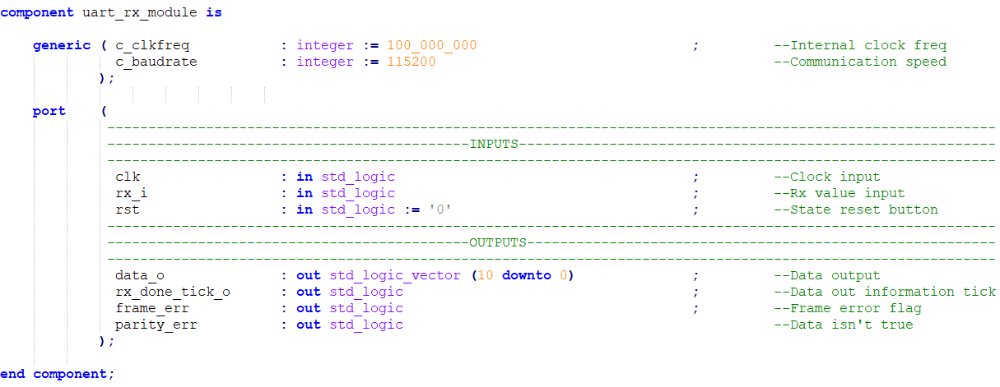 component uart_rx_module is
generic ( c_clkfreq : integer := 100_000_000 ; --Internal clock freq
c_baudrate : integer := 115200 --Communication speed
);
port (
------------------------------------------------------------------------------------------------------------
--------------------------------------------INPUTS----------------------------------------------------------
------------------------------------------------------------------------------------------------------------
clk : in std_logic ; --Clock input
rx_i : in std_logic ; --Rx value input
rst : in std_logic := '0' ; --State reset button
------------------------------------------------------------------------------------------------------------
--------------------------------------------OUTPUTS---------------------------------------------------------
------------------------------------------------------------------------------------------------------------
data_o : out std_logic_vector (10 downto 0) ; --Data output
rx_done_tick_o : out std_logic ; --Data out information tick
frame_err : out std_logic ; --Frame error flag
parity_err : out std_logic --Data isn't true
);
end component;